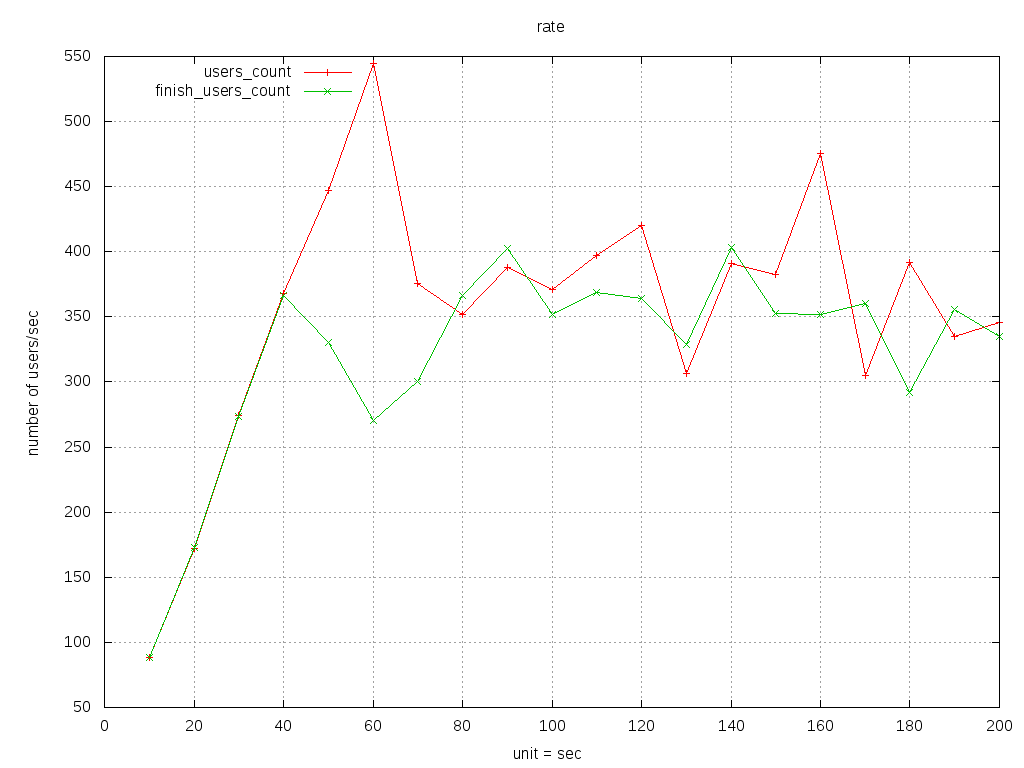 rate
users_count
finish_users_count
550
500
450
400
350
300
250
200
150
100
50
number of users/sec
0 20 40 60 80 100 120 140 160 180 200
unit = sec